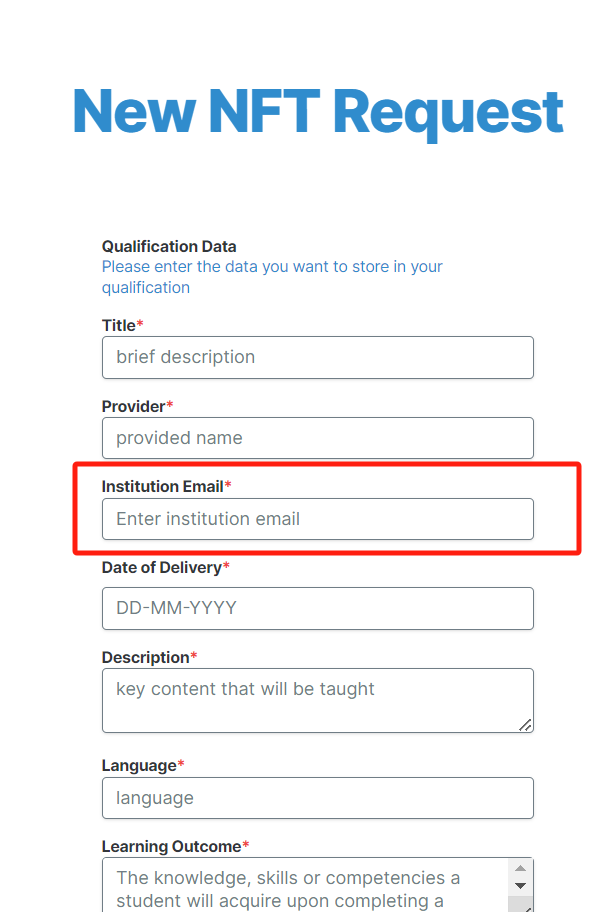 New NFT Request
Qualification Data
Please enter the data you want to store in your
qualification
Title*
brief description
Provider*
provided name
Institution Email*
Enter institution email
Date of Delivery*
DD-MM-YYYY
Description*
key content that will be taught
Language*
language
Learning Outcome*
The knowledge, skills or competencies a
student will acquire upon completing a